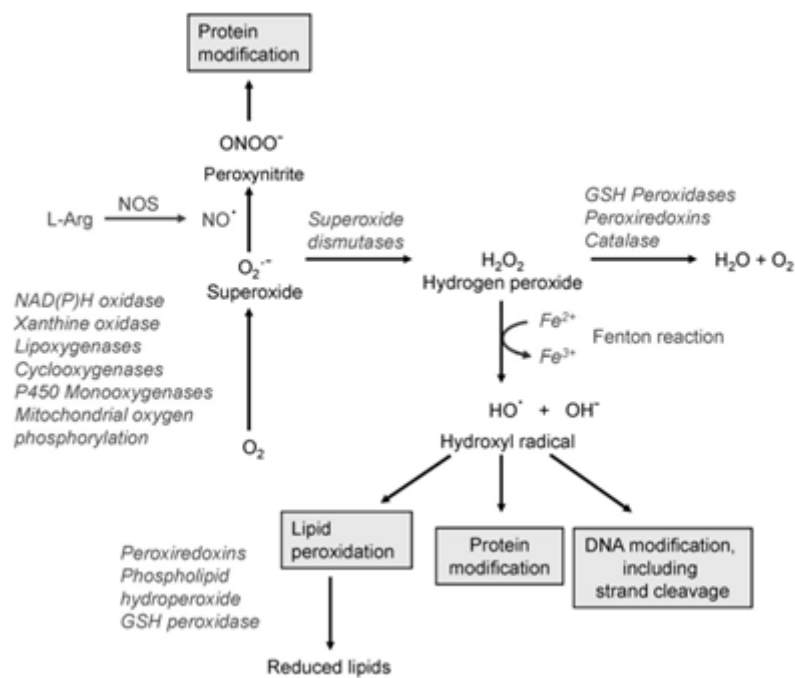 Protein
modification
ONOO⁻
Peroxynitrite
L-Arg
NOS
NO˙
Superoxide
dismutases
GSH Peroxidases
Peroxiredoxins
Catalase
O₂·⁻
Superoxide
H₂O₂
Hydrogen peroxide
H₂O + O₂
NAD(P)H oxidase
Xanthine oxidase
Lipoxygenases
Cyclooxygenases
P450 Monooxygenases
Mitochondrial oxygen
phosphorylation
O₂
Fe²⁺
Fe³⁺
Fenton reaction
HO˙ + OH⁻
Hydroxyl radical
Lipid
peroxidation
Protein
modification
DNA modification,
including
strand cleavage
Peroxiredoxins
Phospholipid
hydroperoxide
GSH peroxidase
Reduced lipids